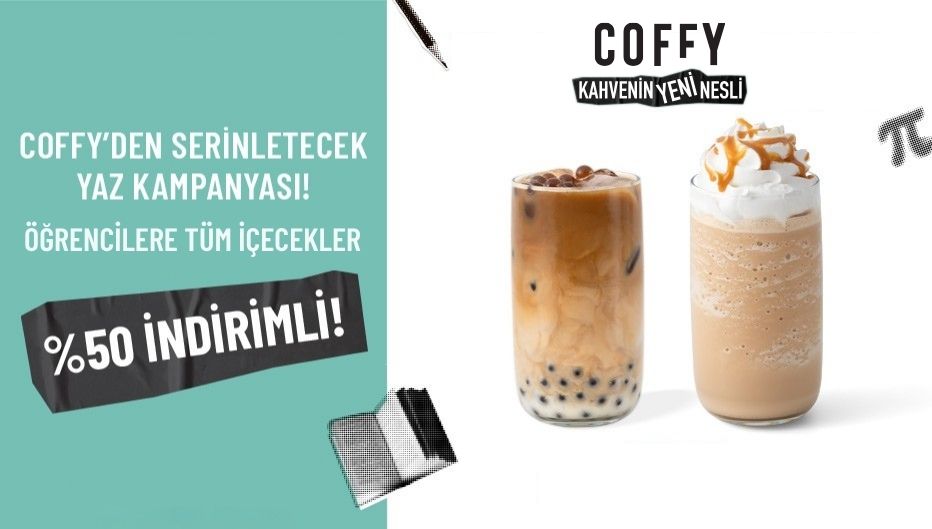 COFFY'DEN SERİNLETECEK
YAZ KAMPANYASI!
ÖĞRENCİLERE TÜM İÇECEKLER
%50 İNDİRİMLİ!
COFFY
KAHVENİN YENİ NESLİ
π